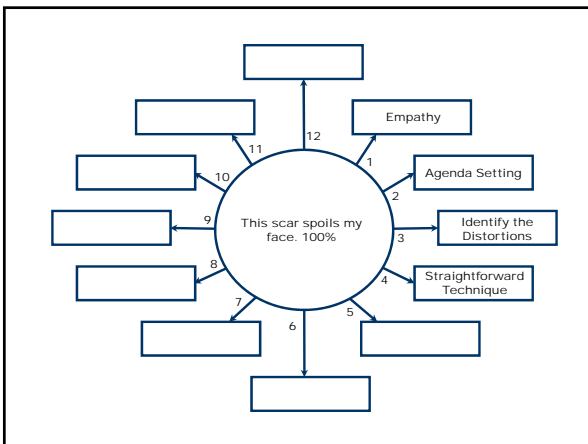 12
11
Empathy
1
10
2
Agenda Setting
9
This scar spoils my
face. 100%
3
Identify the
Distortions
8
4
Straightforward
Technique
7
5
6